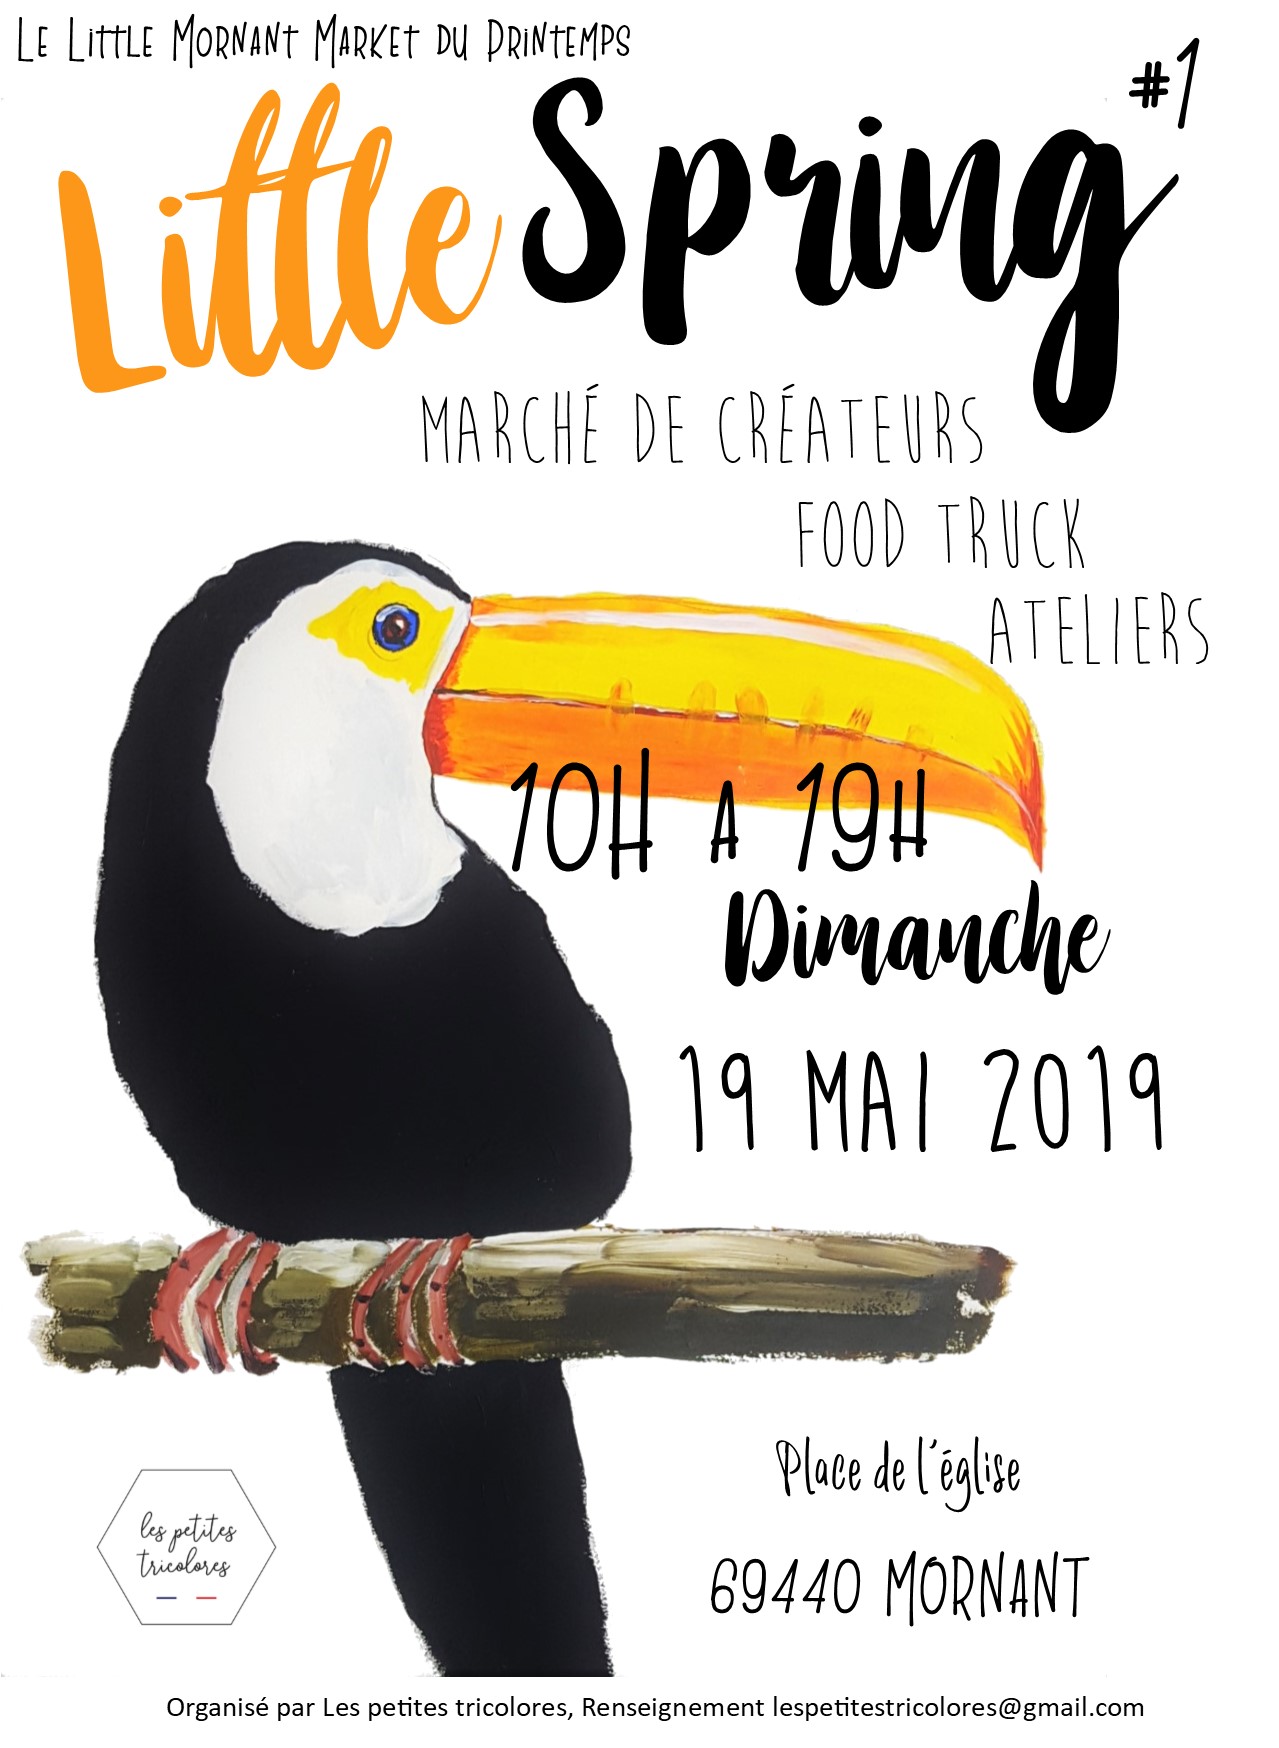 Le Little Mornant Market du Printemps
#1
Little Spring
MARCHÉ DE CRÉATEURS
FOOD TRUCK
ATELIERS
10H A 19H
Dimanche
19 MAI 2019
Place de l'église
69440 MORNANT
les petites
tricolores
Organisé par Les petites tricolores, Renseignement lespetitestricolores@gmail.com